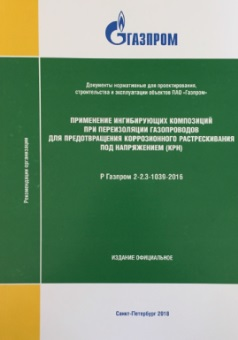 ГАЗПРОМ
Документы нормативные для проектирования,
строительства и эксплуатации объектов ПАО «Газпром»
ПРИМЕНЕНИЕ ИНГИБИРУЮЩИХ КОМПОЗИЦИЙ
ПРИ ПЕРЕИЗОЛЯЦИИ ГАЗОПРОВОДОВ
ДЛЯ ПРЕДОТВРАЩЕНИЯ КОРРОЗИОННОГО РАСТРЕСКИВАНИЯ
ПОД НАПРЯЖЕНИЕМ (КРН)
Р Газпром 2-2.3-1038-2016
ИЗДАНИЕ ОФИЦИАЛЬНОЕ
Санкт-Петербург 2018
Рекомендации организации